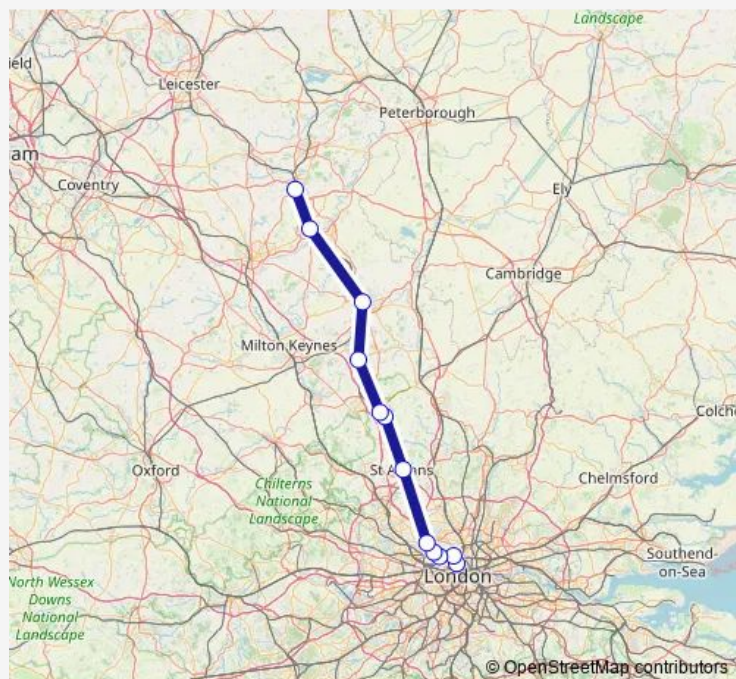 Landscape
ield
Leicester
Peterborough
am
Coventry
Ely
Cambridge
Milton Keynes
Colche
Oxford
St Albans
Chelmsford
Chilterns
National
Landscape
Southend-
on-Sea
London
North Wessex
Downs
National
Landscape
© OpenStreetMap contributors